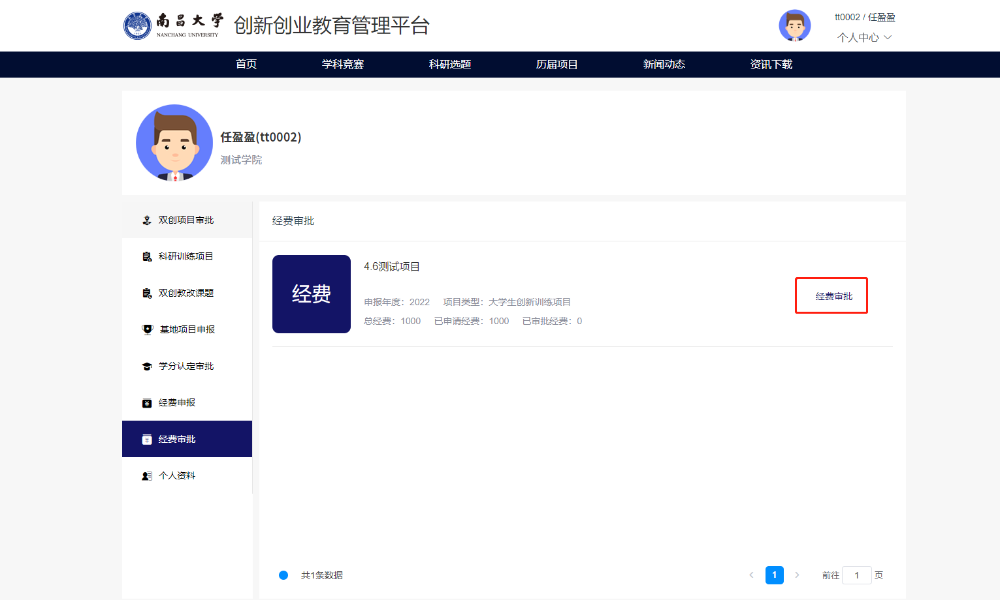 南昌大学
NANCHANG UNIVERSITY
创新创业教育管理平台
tt0002 / 任盈盈
个人中心
首页 学科竞赛 科研选题 历届项目 新闻动态 资讯下载
任盈盈(tt0002)
测试学院
双创项目审批
科研训练项目
双创教改课题
基地项目申报
学分认定审批
经费申报
经费审批
个人资料
经费审批
经费
4.6测试项目
申报年度：2022 项目类型：大学生创新训练项目
总经费：1000 已申请经费：1000 已审批经费：0
经费审批
共1条数据
1
前往 1 页